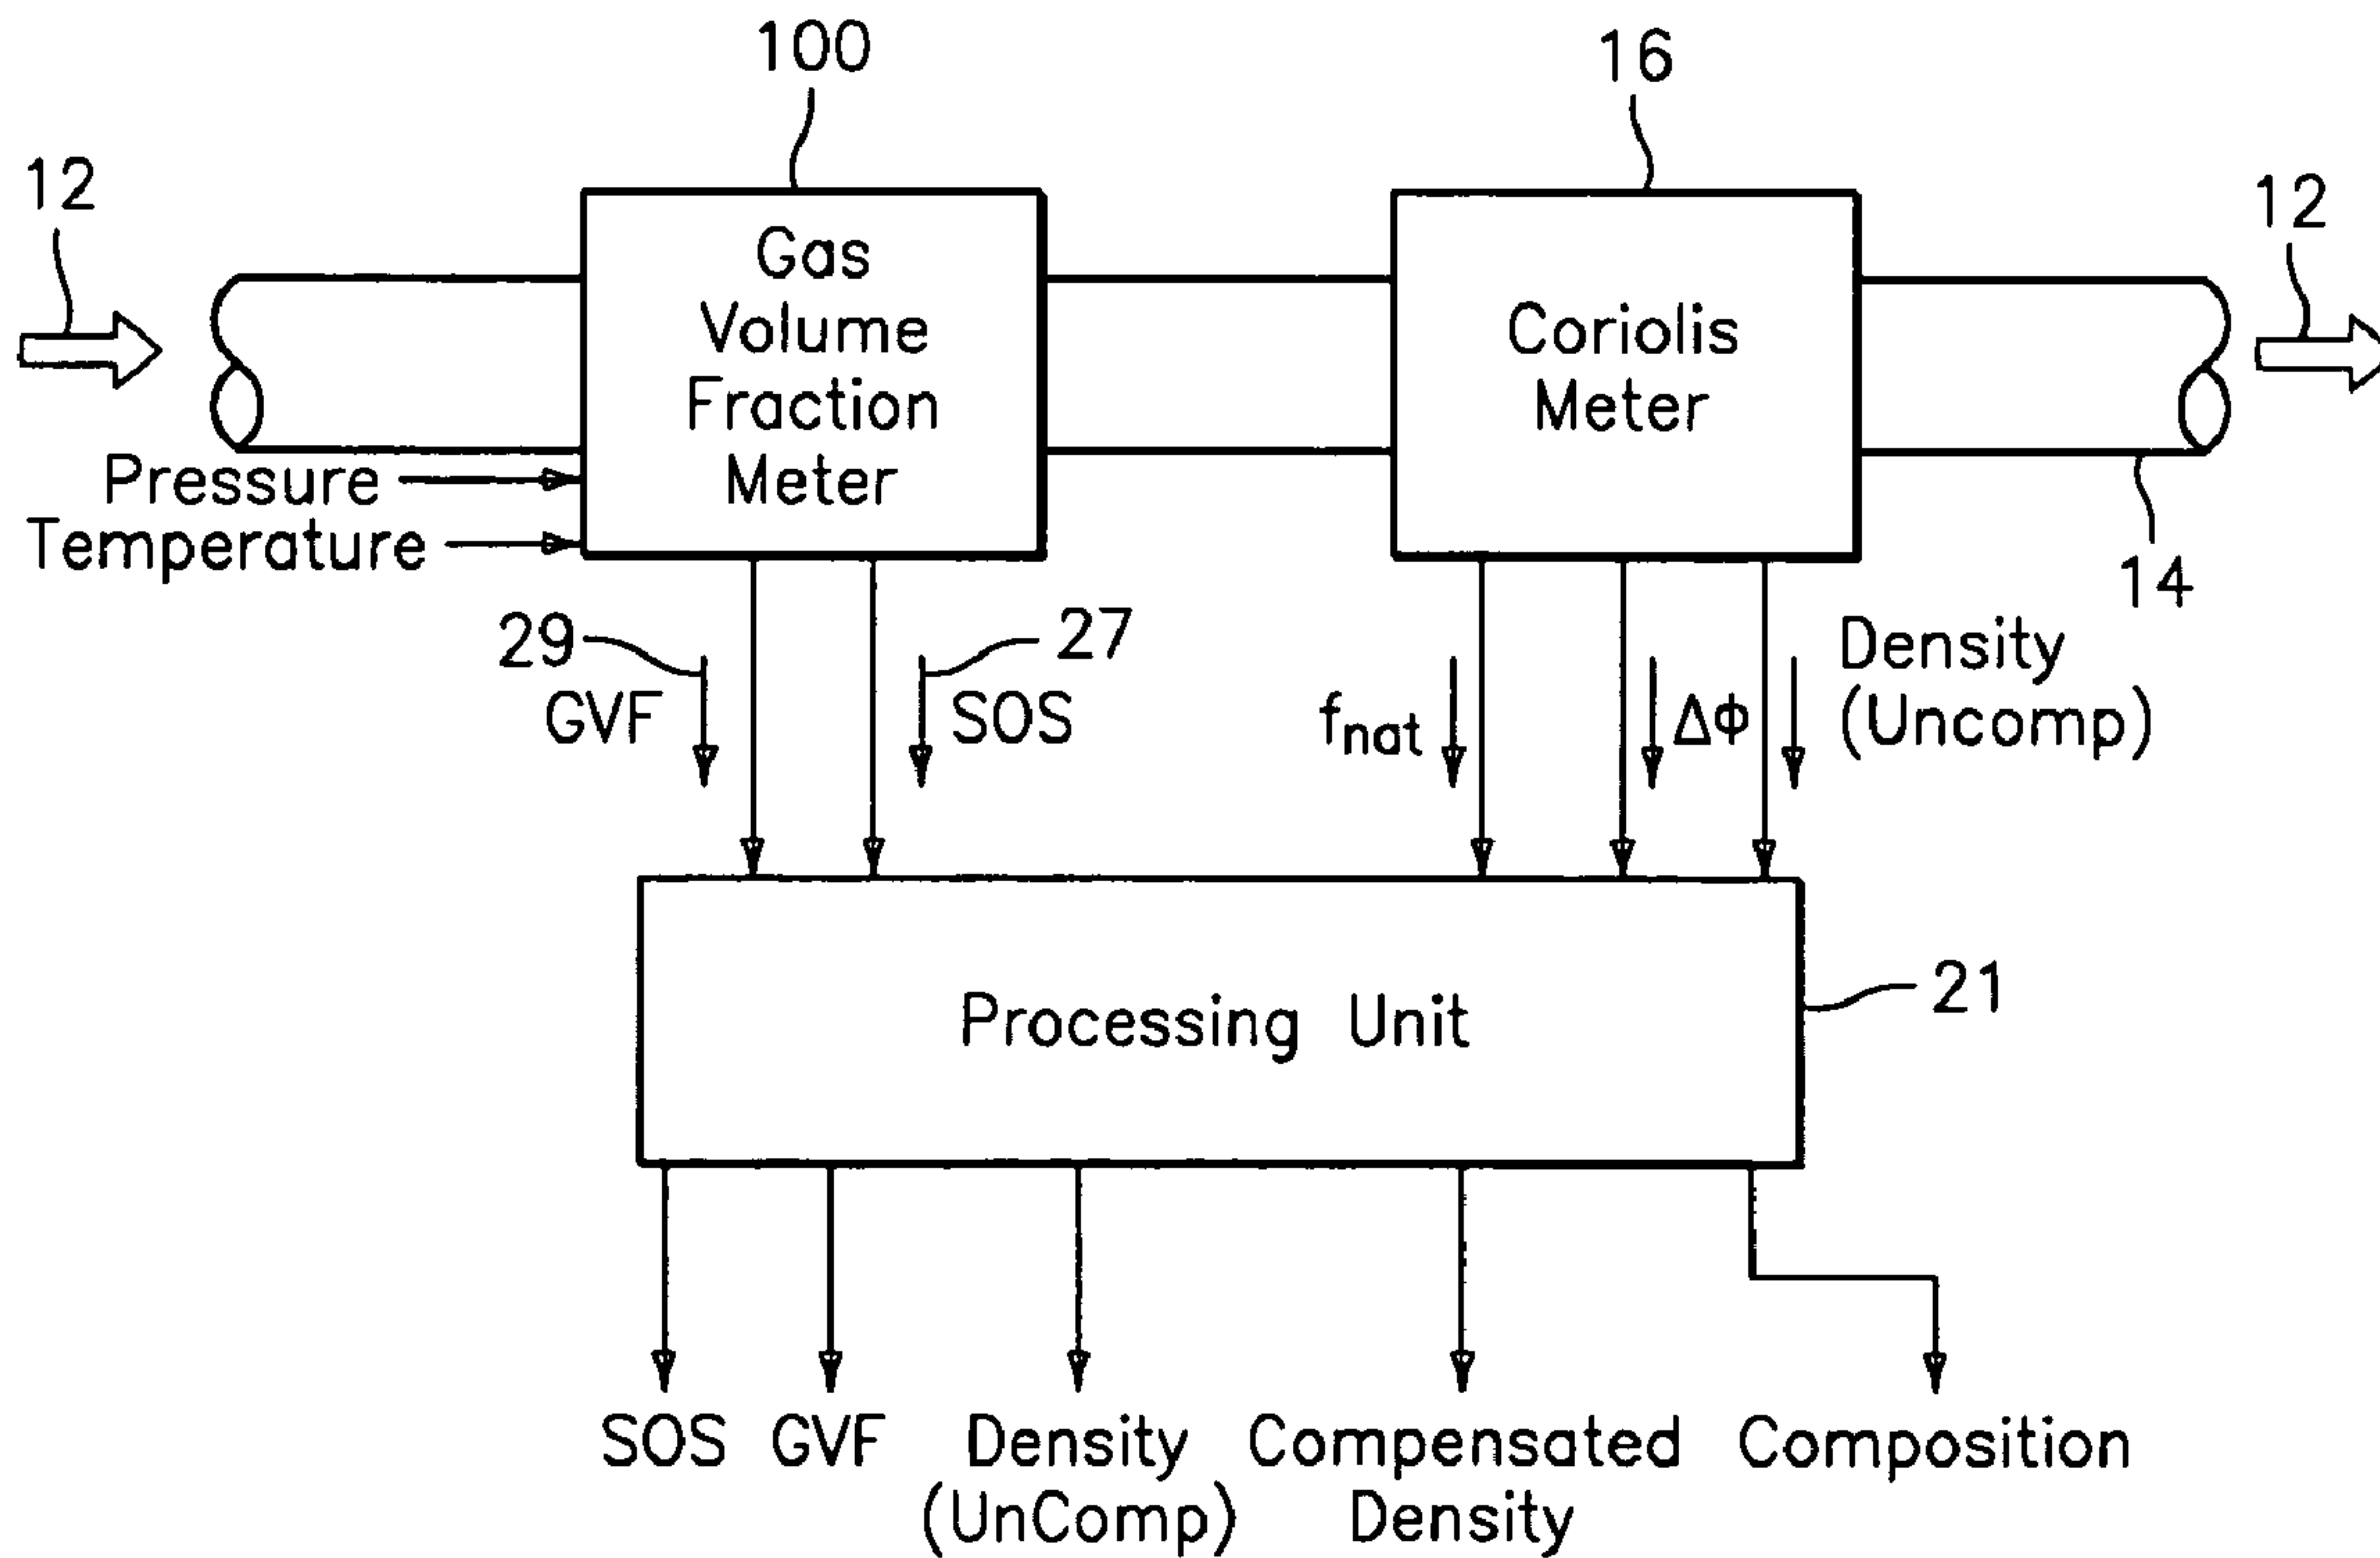 100
16
12
12
Gas
Volume
Fraction
Meter
Coriolis
Meter
Pressure
Temperature
14
29
GVF
27
SOS
fnat
Δϕ
Density
(Uncomp)
Processing Unit
21
SOS
GVF
Density
(UnComp)
Compensated
Density
Composition